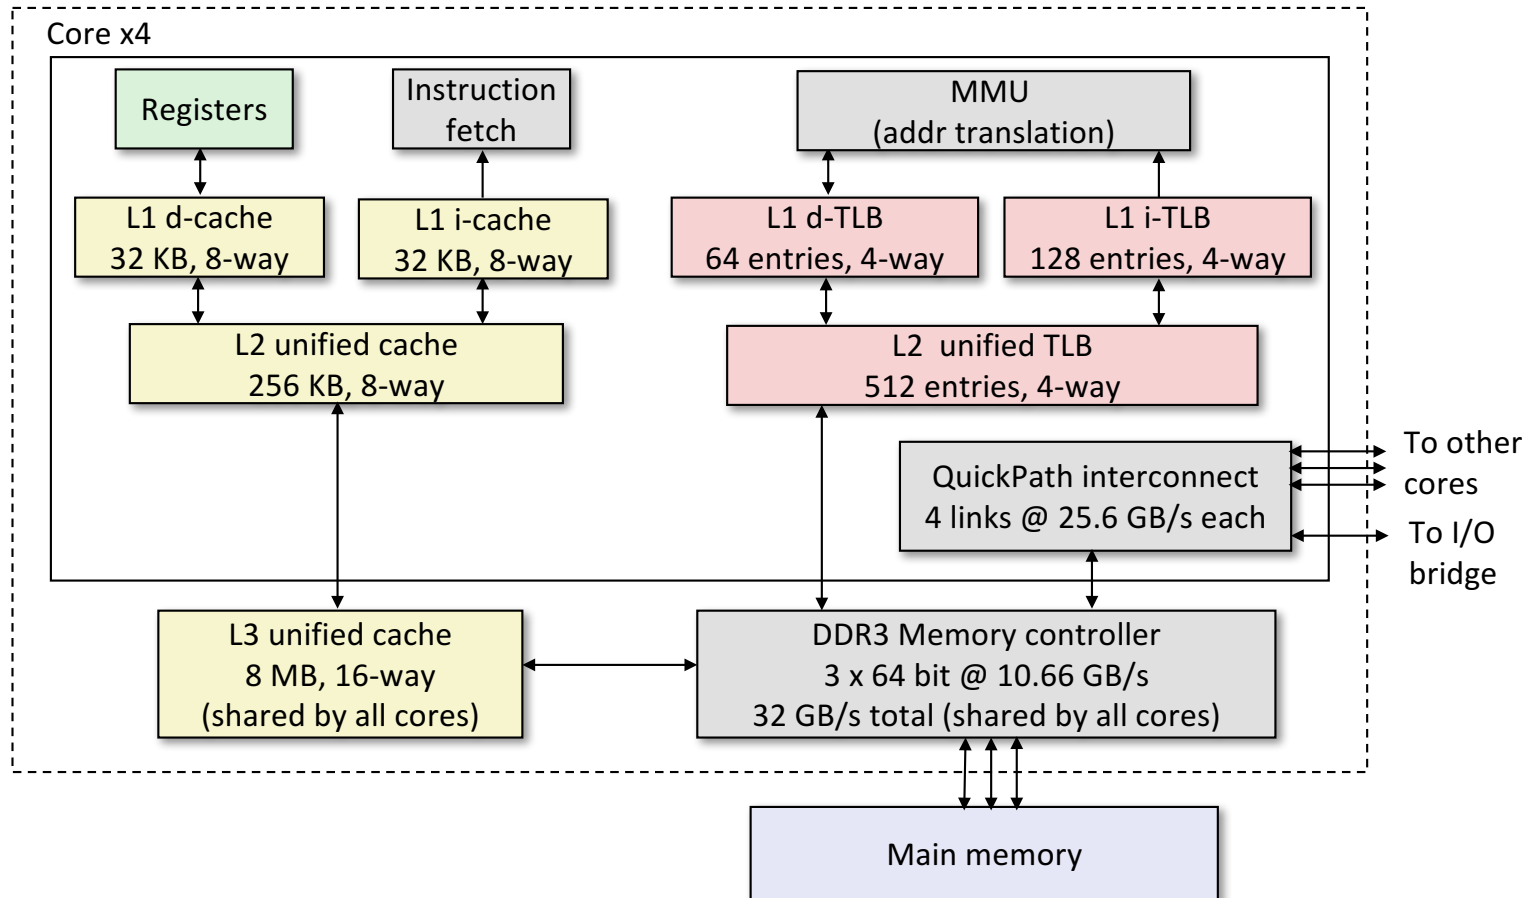 Core x4
Registers
Instruction
fetch
MMU
(addr translation)
L1 d-cache
32 KB, 8-way
L1 i-cache
32 KB, 8-way
L1 d-TLB
64 entries, 4-way
L1 i-TLB
128 entries, 4-way
L2 unified cache
256 KB, 8-way
L2 unified TLB
512 entries, 4-way
QuickPath interconnect
4 links @ 25.6 GB/s each
To other
cores
To I/O
bridge
L3 unified cache
8 MB, 16-way
(shared by all cores)
DDR3 Memory controller
3 x 64 bit @ 10.66 GB/s
32 GB/s total (shared by all cores)
Main memory